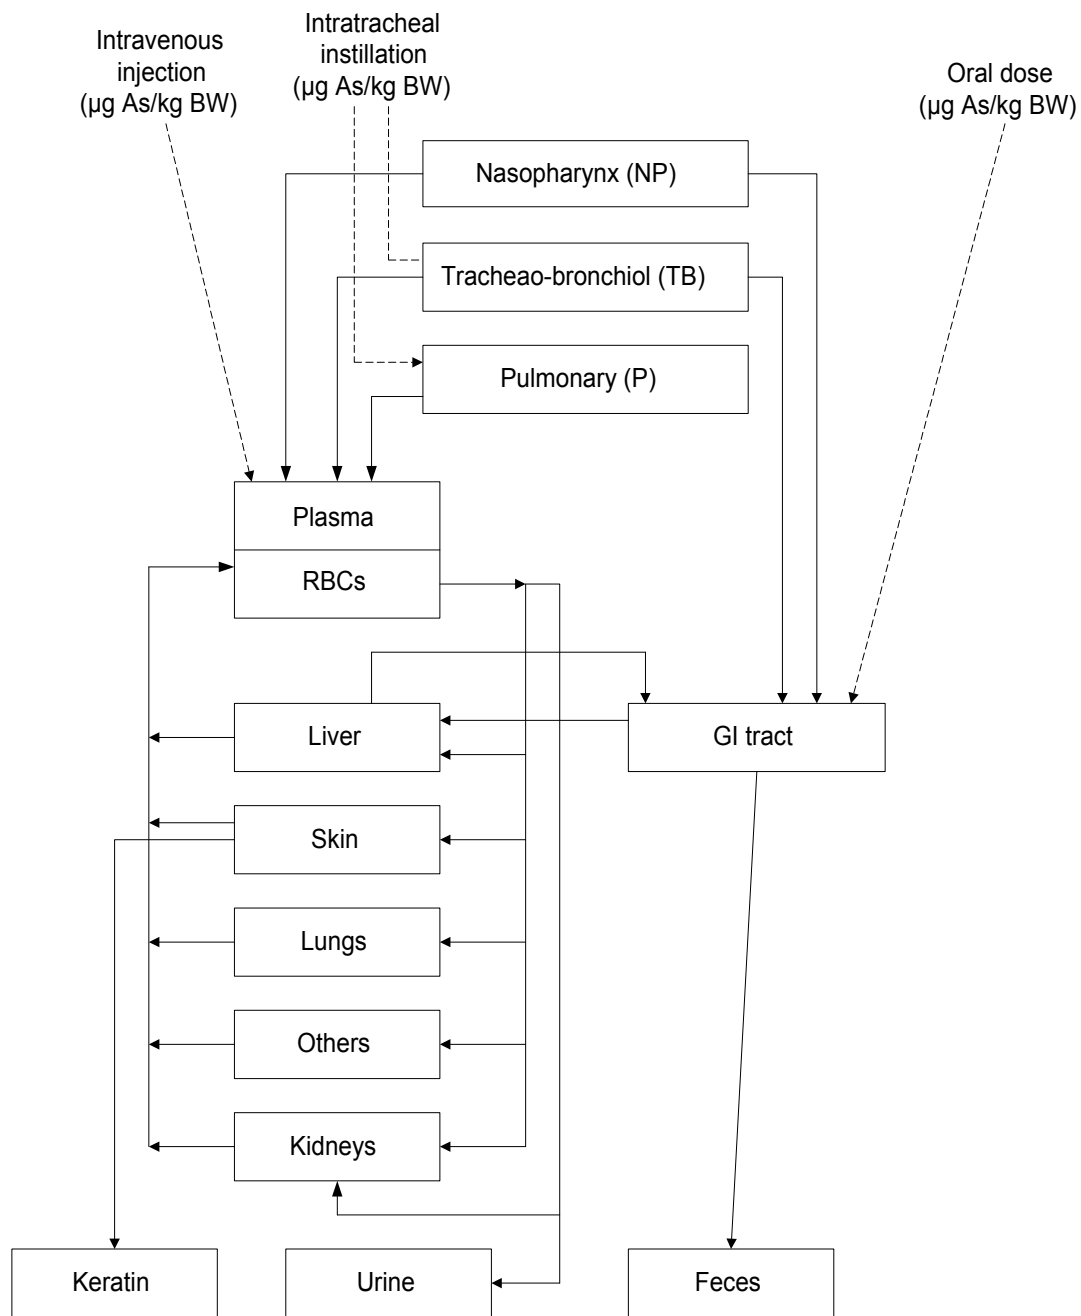 Intravenous
injection
(µg As/kg BW)
Intratracheal
instillation
(µg As/kg BW)
Oral dose
(µg As/kg BW)
Nasopharynx (NP)
Tracheao-bronchiol (TB)
Pulmonary (P)
Plasma
RBCs
Liver
GI tract
Skin
Lungs
Others
Kidneys
Keratin
Urine
Feces